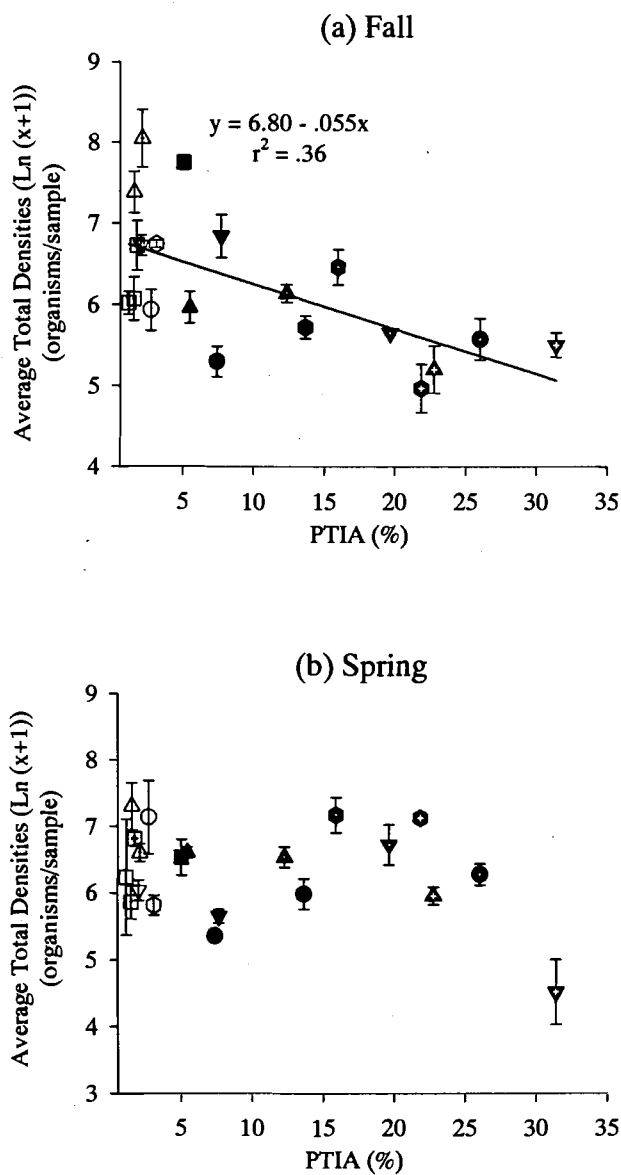 (a) Fall
Average Total Densities (Ln (x+1))
(organisms/sample)
9
8
7
6
5
4
y = 6.80 - .055x
r² = .36
5 10 15 20 25 30 35
PTIA (%)
(b) Spring
Average Total Densities (Ln (x+1))
(organisms/sample)
9
8
7
6
5
4
3
5 10 15 20 25 30 35
PTIA (%)